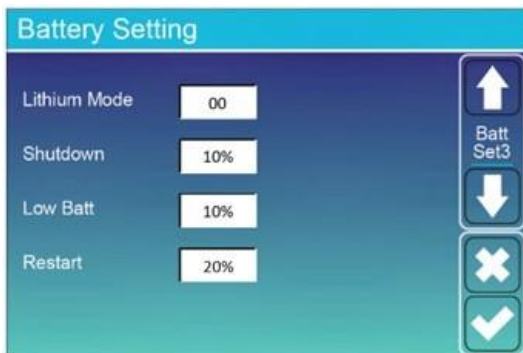 Battery Setting
Lithium Mode 00
Shutdown 10%
Low Batt 10%
Restart 20%
Batt
Set3